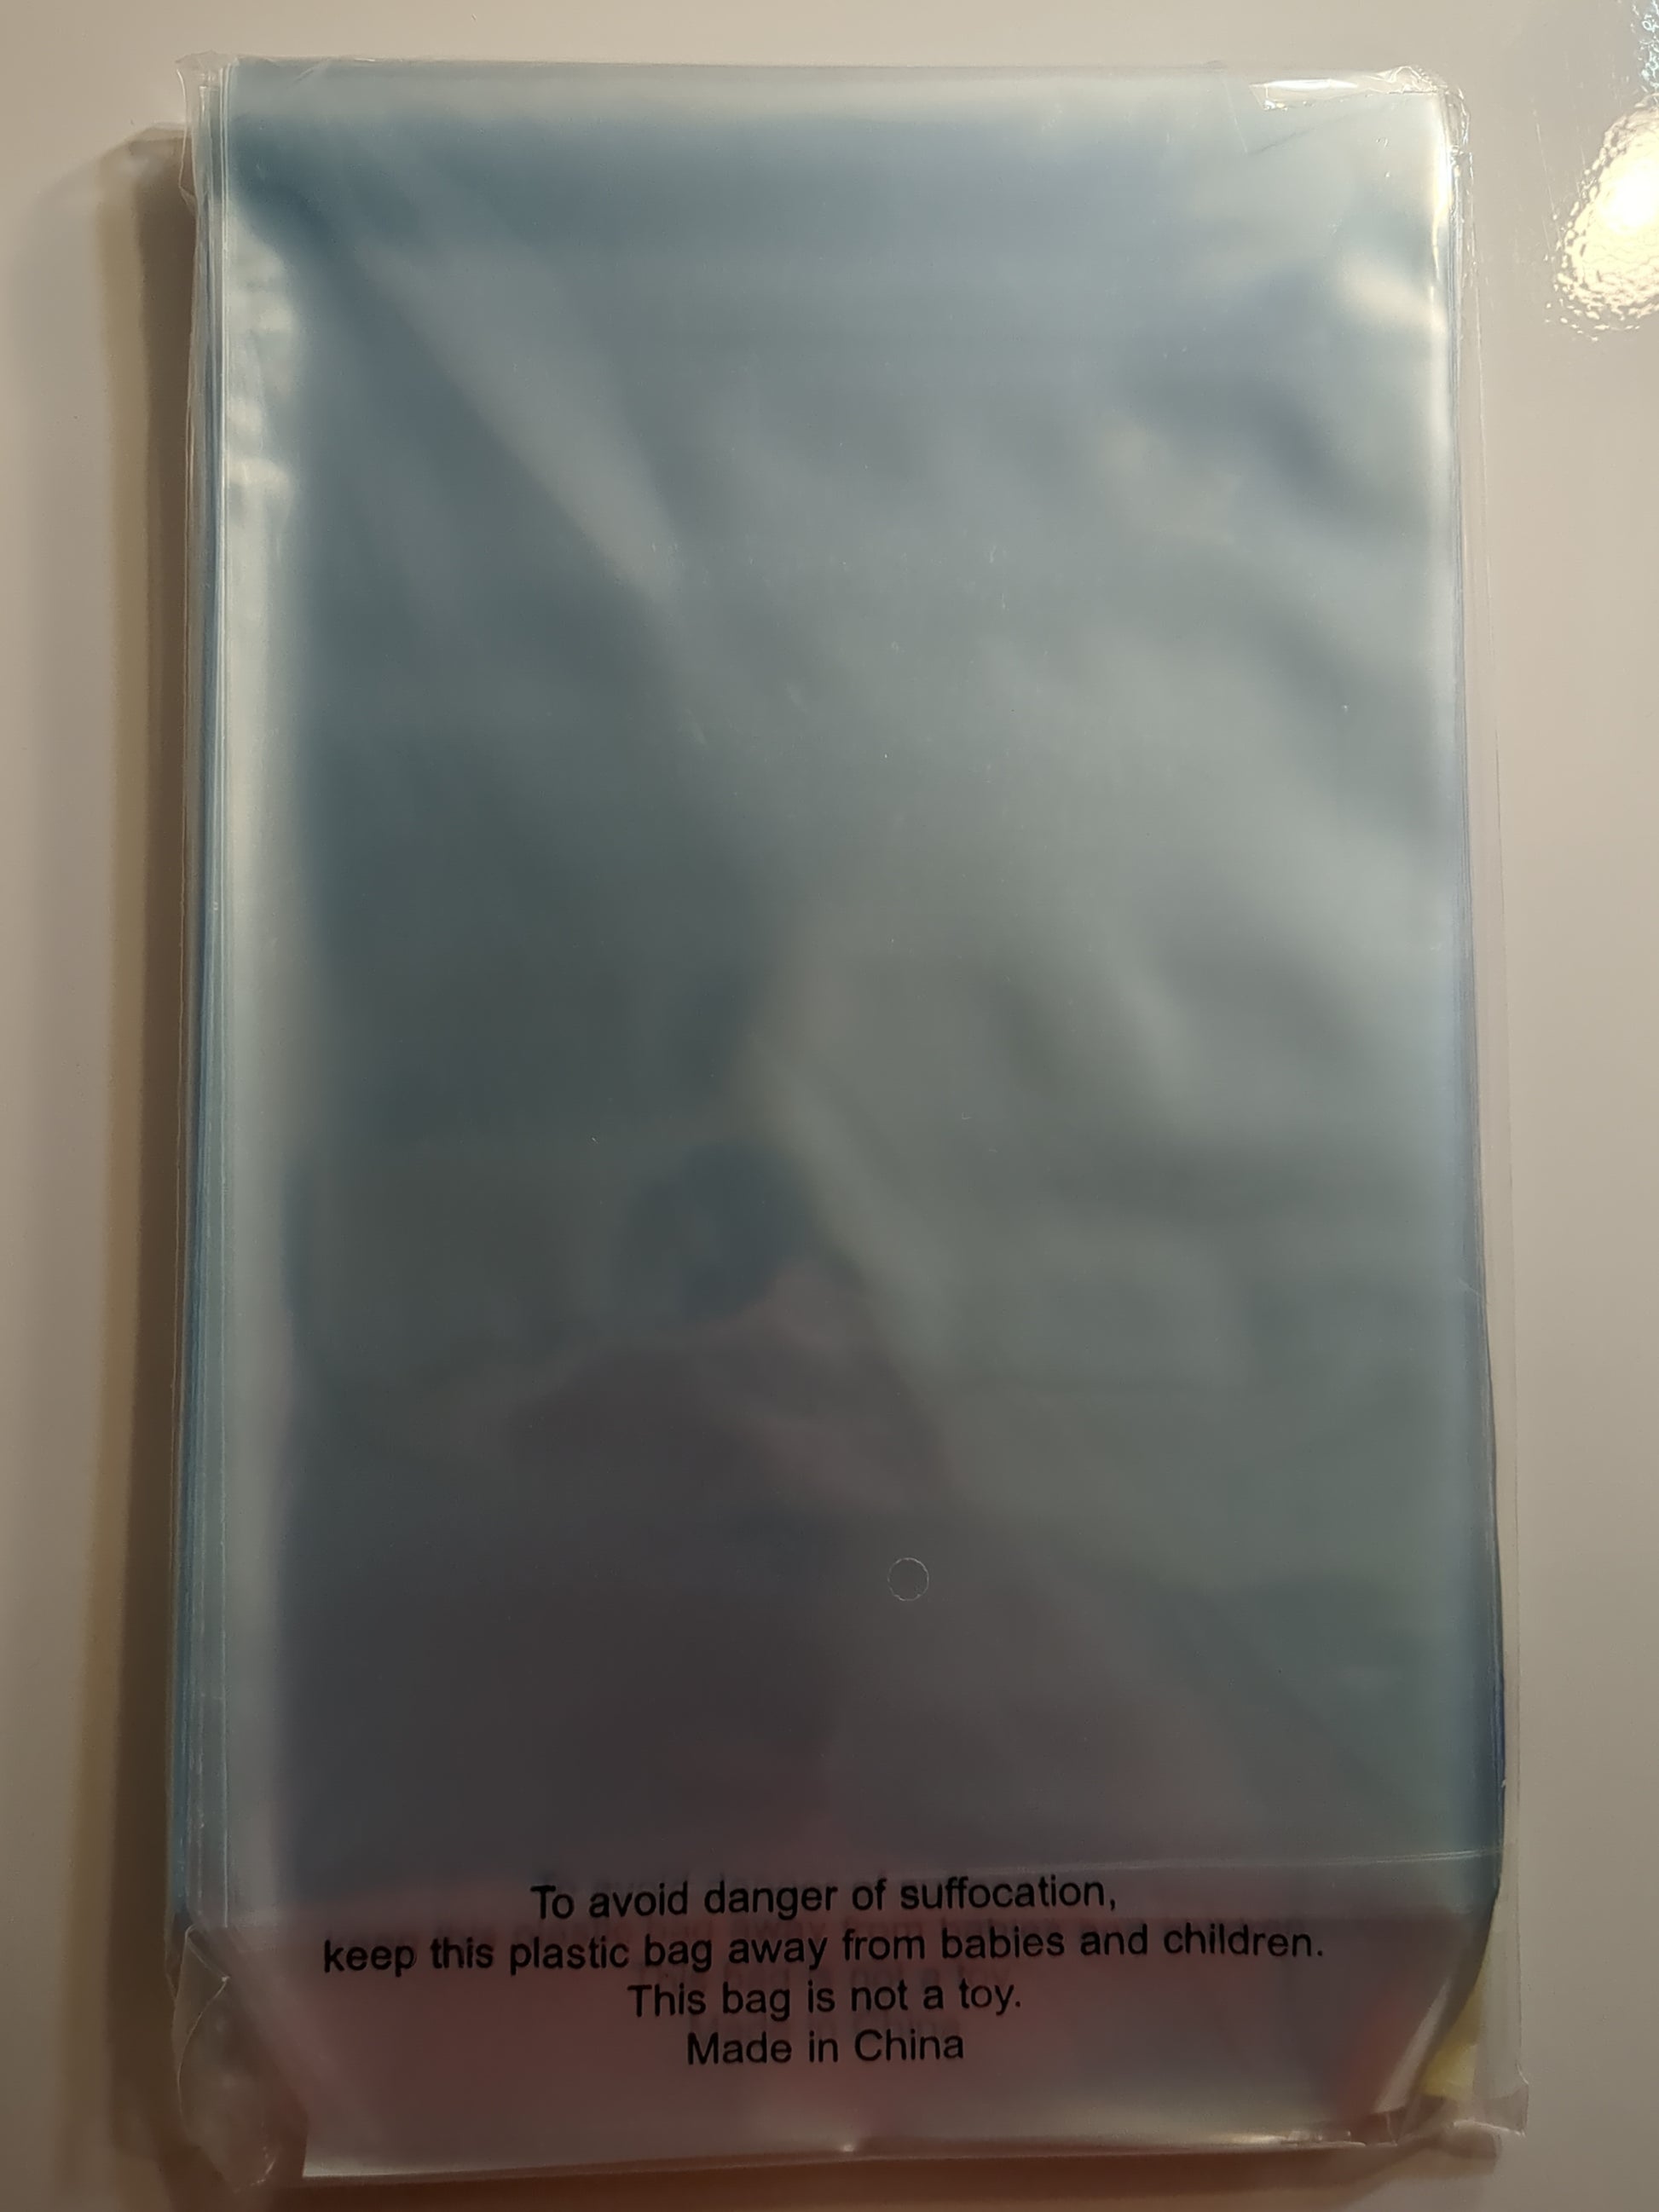 To avoid danger of suffocation,
keep this plastic bag away from babies and children.
This bag is not a toy.
Made in China